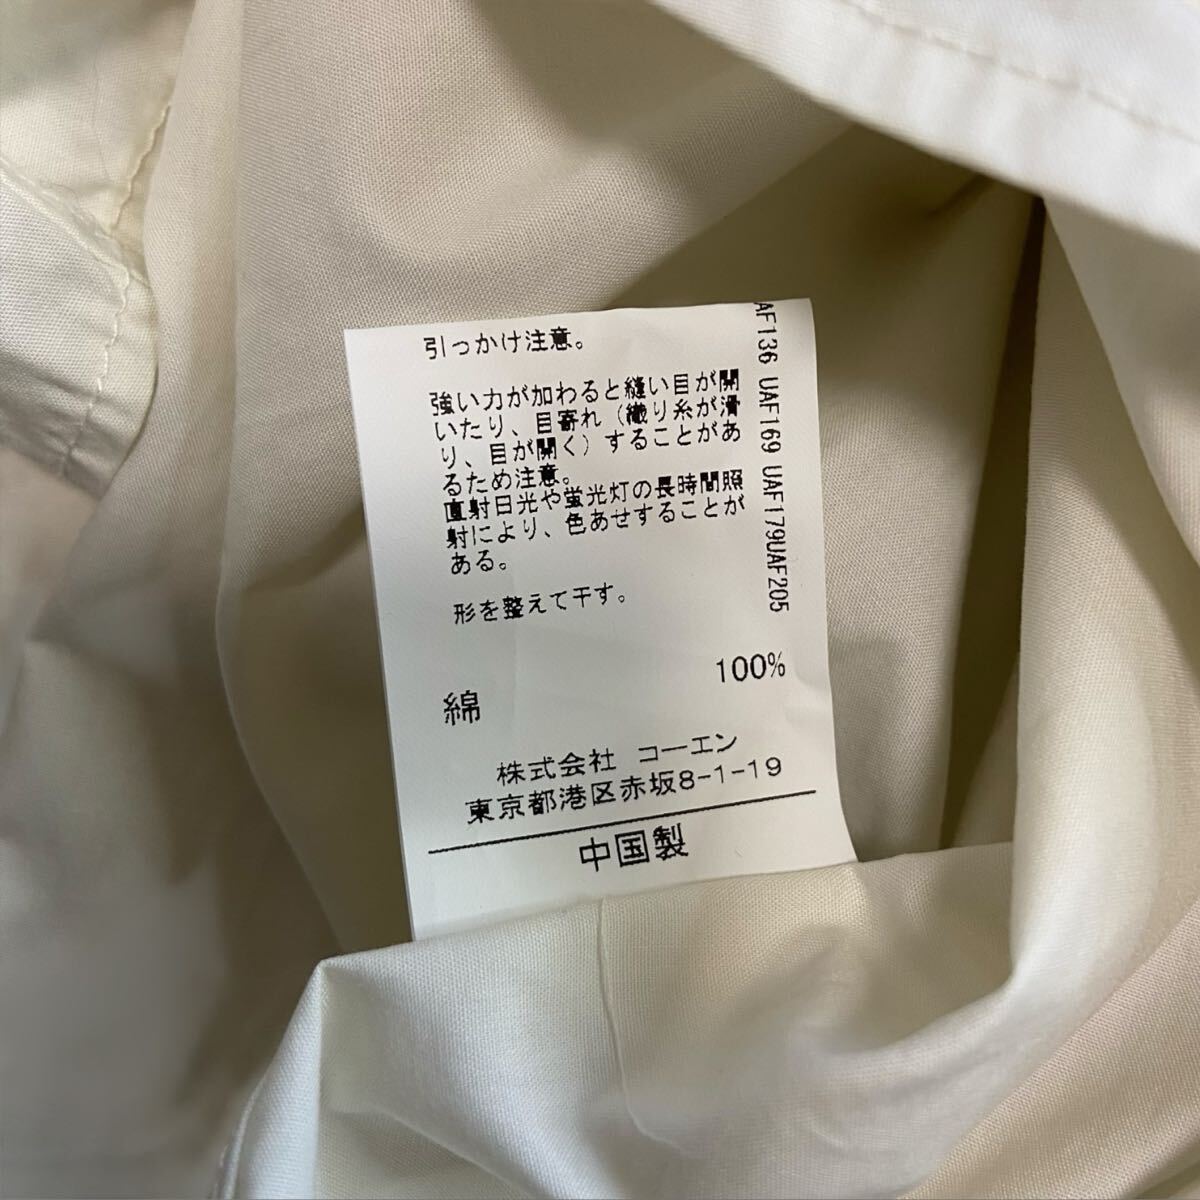 引っかけ注意。
強い力が加わると縫い目が開
いたり、目寄れ（織り糸が滑
り、目が開く）することがあ
るため注意。
直射日光や蛍光灯の長時間照
射により、色あせすることが
ある。
形を整えて干す。
綿 100%
株式会社 コーエン
東京都港区赤坂8-1-19
中国製
AF136 UAF169 UAF179UAF205